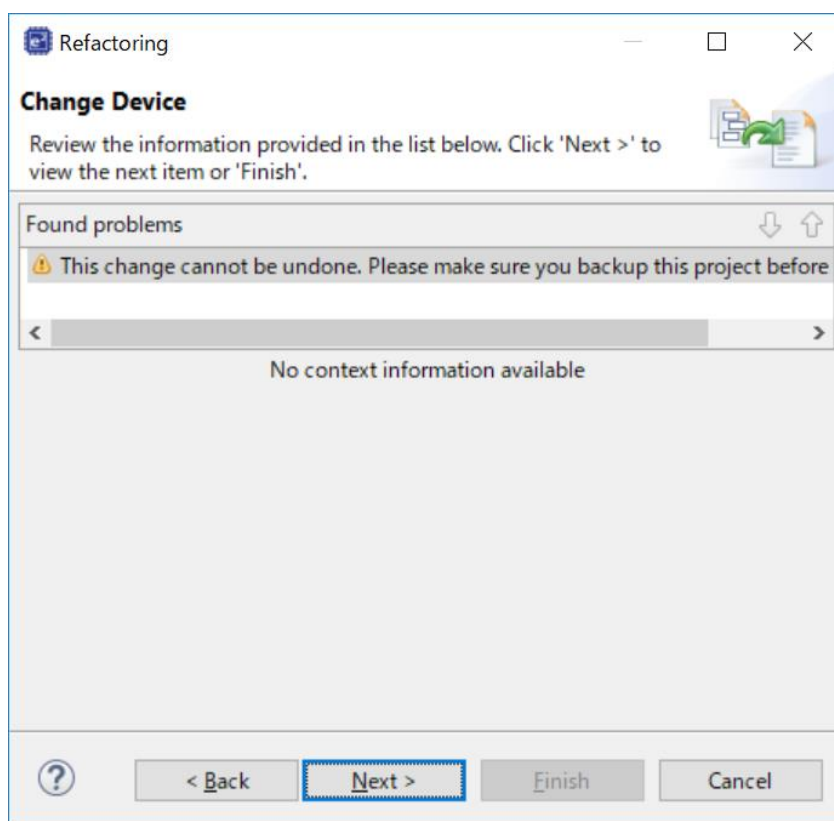 Refactoring
Change Device
Review the information provided in the list below. Click 'Next >' to
view the next item or 'Finish'.
Found problems
This change cannot be undone. Please make sure you backup this project before
No context information available
? < Back Next > Finish Cancel